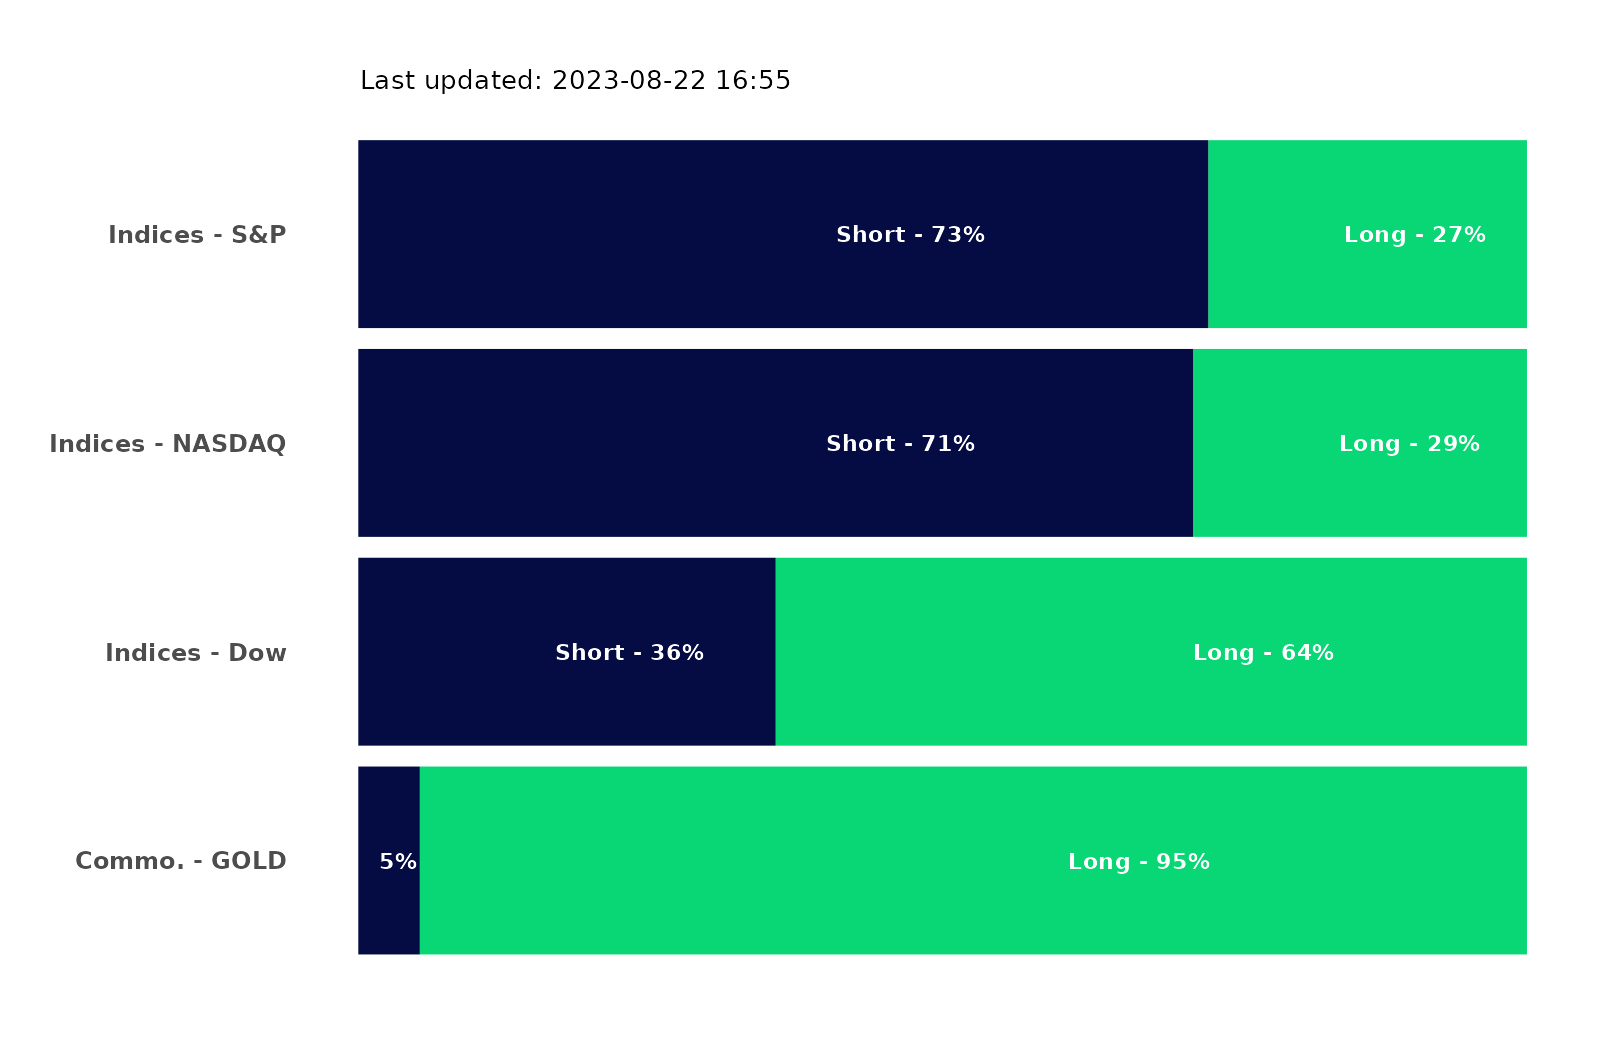 Last updated: 2023-08-22 16:55
Indices - S&P
Short - 73%
Long - 27%
Indices - NASDAQ
Short - 71%
Long - 29%
Indices - Dow
Short - 36%
Long - 64%
Commo. - GOLD
5%
Long - 95%